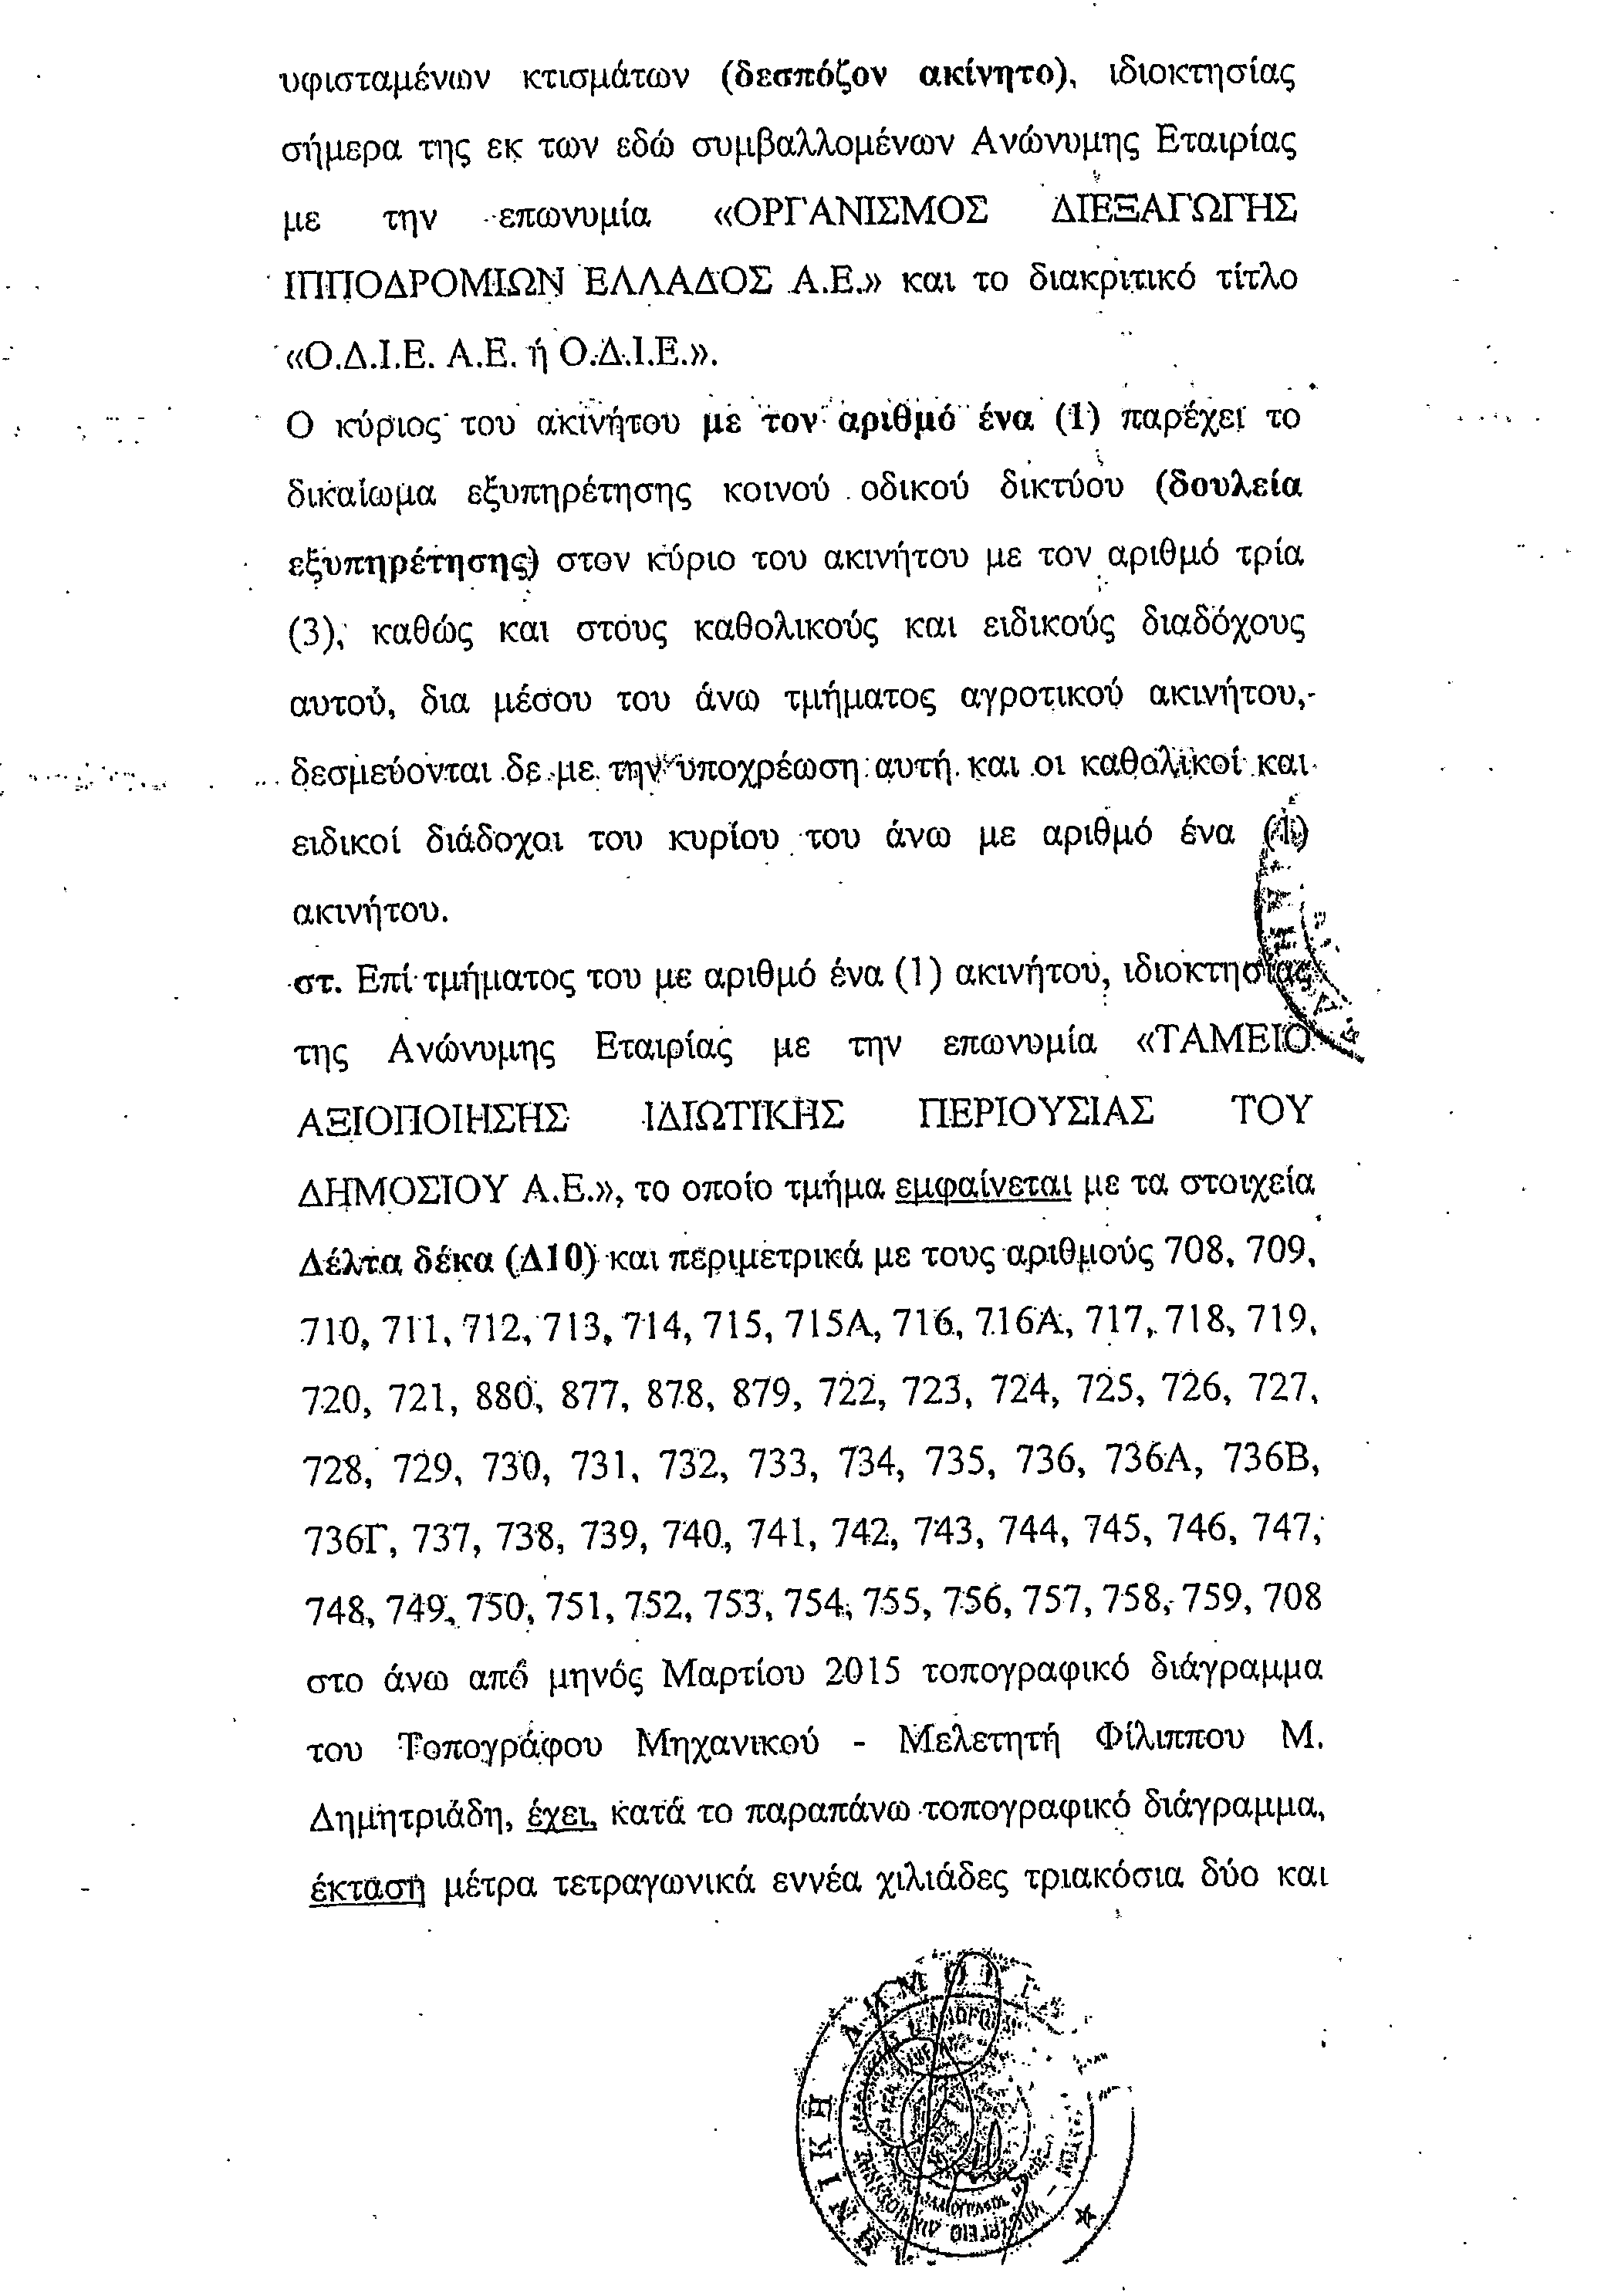 υφισταμένων κτισμάτων (δεσπόζον ακίνητο), ιδιοκτησίας
σήμερα της εκ των εδώ συμβαλλομένων Ανώνυμης Εταιρίας
με την επωνυμία «ΟΡΓΑΝΙΣΜΟΣ ΔΙΕΞΑΓΩΓΗΣ
ΙΠΠΟΔΡΟΜΙΩΝ ΕΛΛΑΔΟΣ Α.Ε.» και το διακριτικό τίτλο
«Ο.Δ.Ι.Ε. Α.Ε. ή Ο.Δ.Ι.Ε.».
Ο κύριος του ακινήτου με τον αριθμό ένα (1) παρέχει το
δικαίωμα εξυπηρέτησης κοινού οδικού δικτύου (δουλεία
εξυπηρέτησης) στον κύριο του ακινήτου με τον αριθμό τρία
(3), καθώς και στους καθολικούς και ειδικούς διαδόχους
αυτού, δια μέσου του άνω τμήματος αγροτικού ακινήτου,
δεσμεύονται δε με την υποχρέωση αυτή και οι καθολικοί και
ειδικοί διάδοχοι του κυρίου του άνω με αριθμό ένα (1)
ακινήτου.
στ. Επί τμήματος του με αριθμό ένα (1) ακινήτου, ιδιοκτησίας
της Ανώνυμης Εταιρίας με την επωνυμία «ΤΑΜΕΙΟ
ΑΞΙΟΠΟΙΗΣΗΣ ΙΔΙΩΤΙΚΗΣ ΠΕΡΙΟΥΣΙΑΣ ΤΟΥ
ΔΗΜΟΣΙΟΥ Α.Ε.», το οποίο τμήμα εμφαίνεται με τα στοιχεία
Δέλτα δέκα (Δ10) και περιμετρικά με τους αριθμούς 708, 709,
710, 711, 712, 713, 714, 715, 715Α, 716, 716Α, 717, 718, 719,
720, 721, 880, 877, 878, 879, 722, 723, 724, 725, 726, 727,
728, 729, 730, 731, 732, 733, 734, 735, 736, 736Α, 736Β,
736Γ, 737, 738, 739, 740, 741, 742, 743, 744, 745, 746, 747,
748, 749, 750, 751, 752, 753, 754, 755, 756, 757, 758, 759, 708
στο άνω από μηνός Μαρτίου 2015 τοπογραφικό διάγραμμα
του Τοπογράφου Μηχανικού - Μελετητή Φίλιππου Μ.
Δημητριάδη, έχει, κατά το παραπάνω τοπογραφικό διάγραμμα,
έκταση μέτρα τετραγωνικά εννέα χιλιάδες τριακόσια δύο και